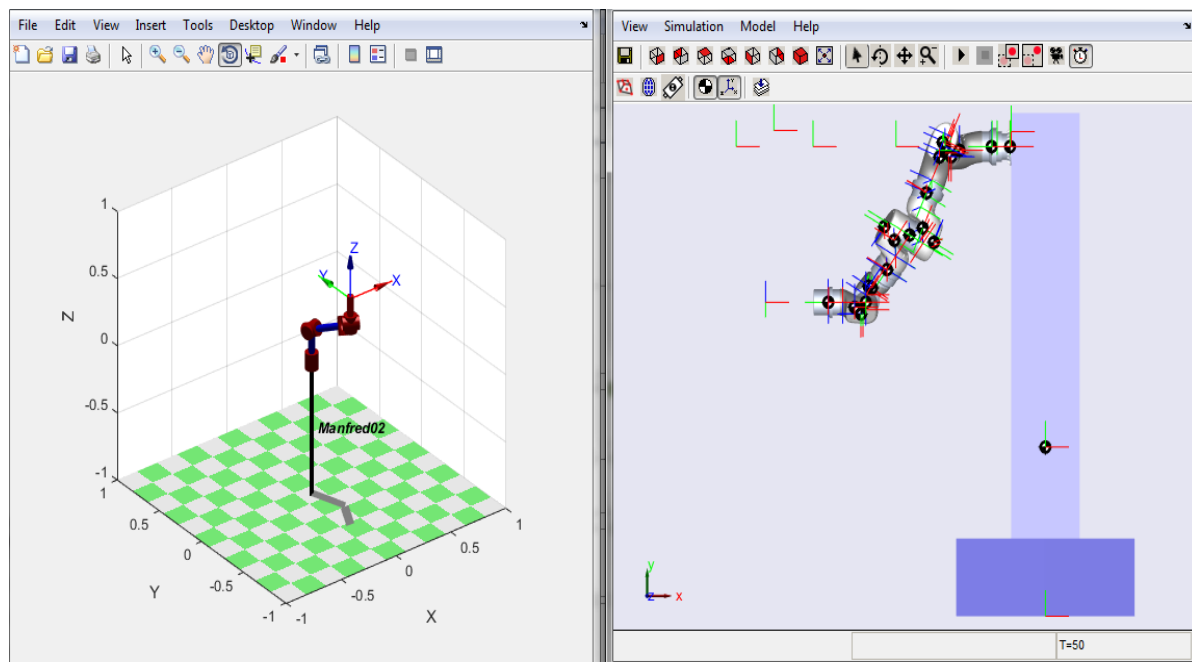 File Edit View Insert Tools Desktop Window Help
1
0.5
0
-0.5
-1
Z
Z
Y
X
Manfred02
1
0.5
0
-0.5
-1
Y
-1
-0.5
0
0.5
1
X
View Simulation Model Help
y
z
x
T=50